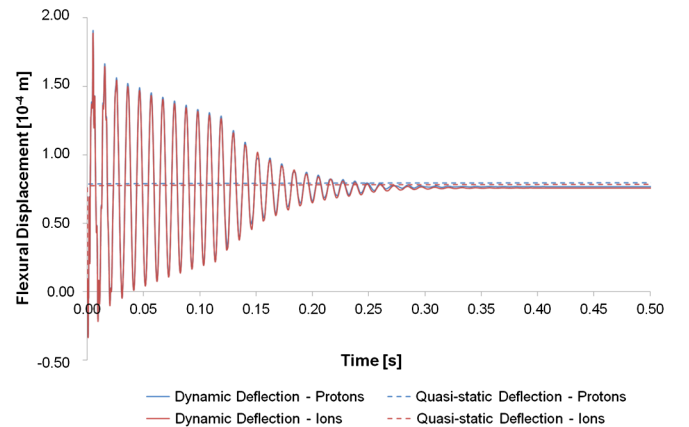 2.00
1.50
1.00
0.50
0.00
-0.50
Flexural Displacement [10⁻⁴ m]
0.00 0.05 0.10 0.15 0.20 0.25 0.30 0.35 0.40 0.45 0.50
Time [s]
Dynamic Deflection - Protons Quasi-static Deflection - Protons
Dynamic Deflection - Ions Quasi-static Deflection - Ions